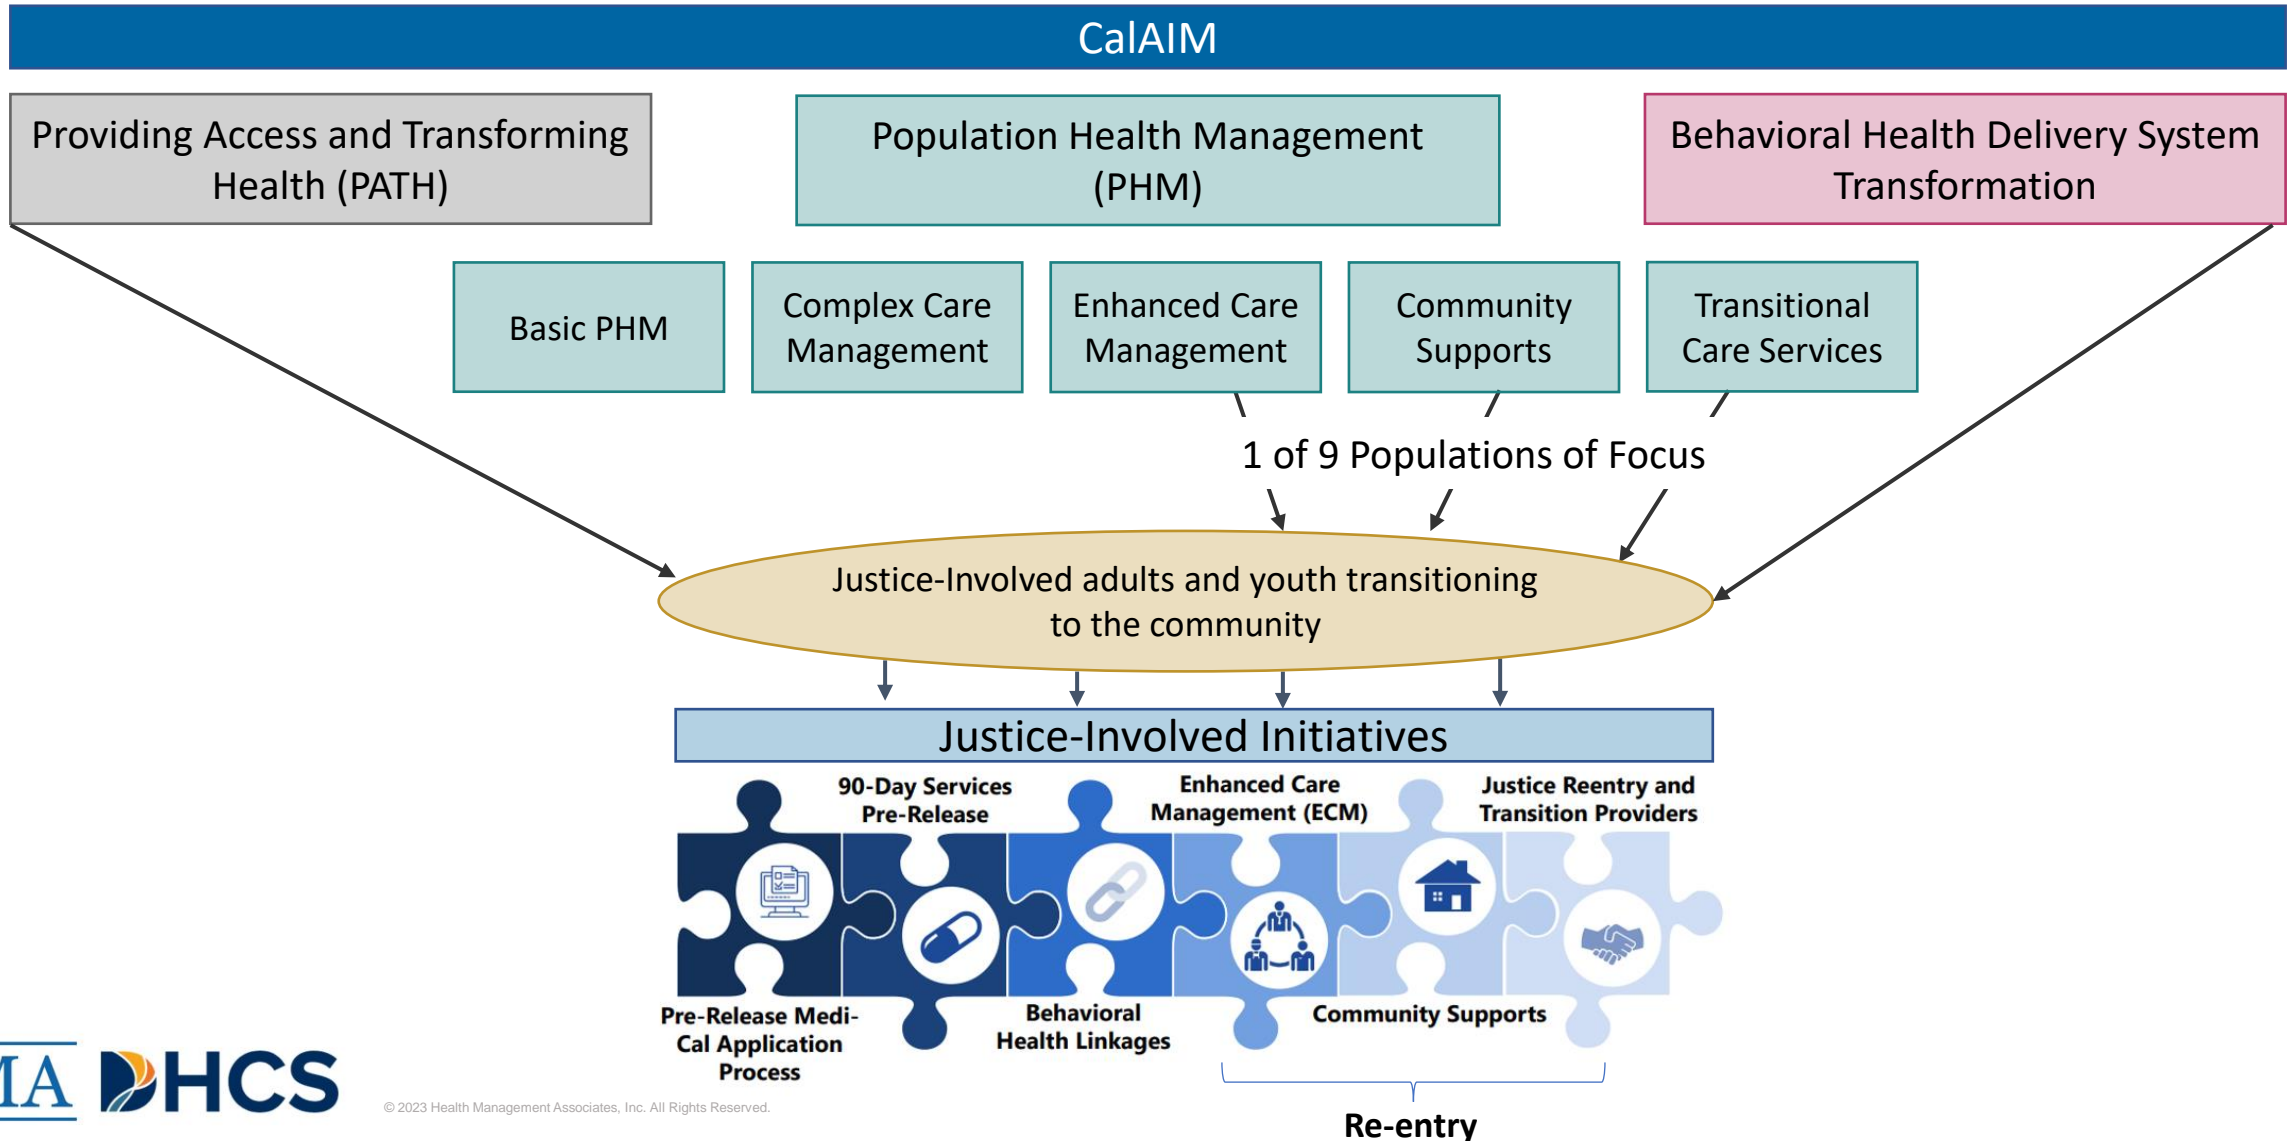 CalAIM
Providing Access and Transforming
Health (PATH)
Population Health Management
(PHM)
Behavioral Health Delivery System
Transformation
Basic PHM
Complex Care
Management
Enhanced Care
Management
Community
Supports
Transitional
Care Services
1 of 9 Populations of Focus
Justice-Involved adults and youth transitioning
to the community
Justice-Involved Initiatives
90-Day Services
Pre-Release
Enhanced Care
Management (ECM)
Justice Reentry and
Transition Providers
Pre-Release Medi-
Cal Application
Process
Behavioral
Health Linkages
Community Supports
Re-entry
MA
DHCS
© 2023 Health Management Associates, Inc. All Rights Reserved.